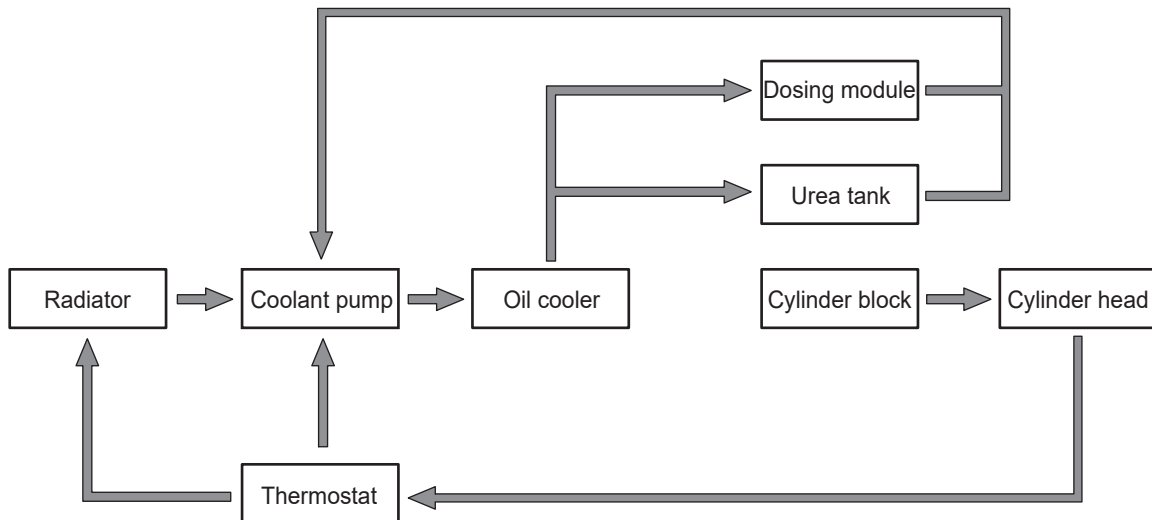 Dosing module
Urea tank
Radiator
Coolant pump
Oil cooler
Cylinder block
Cylinder head
Thermostat